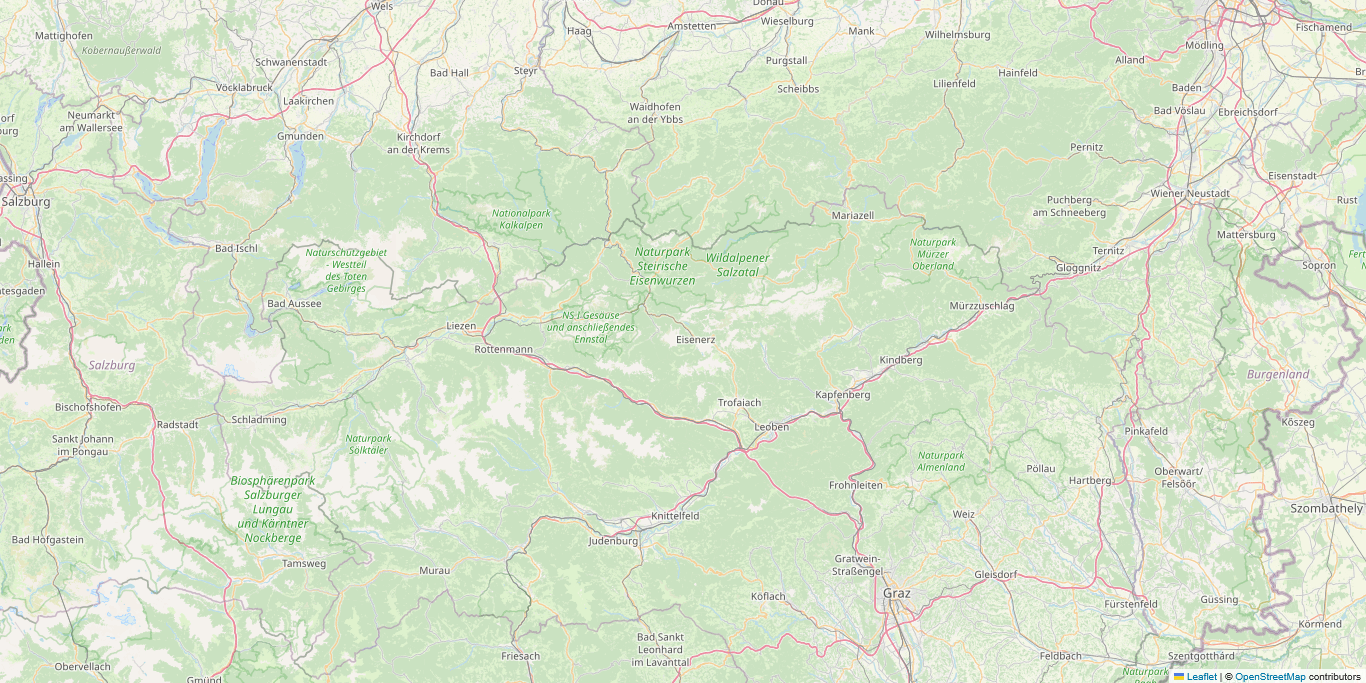 Wels
Donau
Haag
Amstetten
Wieselburg
Mattighofen
Kobernaußerwald
Mank
Wilhelmsburg
Fischamend
Mödling
Schwanenstadt
Bad Hall
Steyr
Purgstall
Hainfeld
Alland
Vöcklabruck
Laakirchen
Scheibbs
Lilienfeld
Baden
Neumarkt
am Wallersee
Waidhofen
an der Ybbs
Bad Vöslau
Ebreichsdorf
Gmunden
Kirchdorf
an der Krems
Pernitz
Salzburg
Eisenstadt
Wiener Neustadt
Rust
Puchberg
am Schneeberg
Nationalpark
Kalkalpen
Mariazell
Mattersburg
Bad Ischl
Naturschutzgebiet
- Westteil
des Toten
Gebirges
Naturpark
Steirische
Eisenwurzen
Wildalpener
Salzatal
Naturpark
Mürzer
Oberland
Ternitz
Gloggnitz
Sopron
Hallein
Bad Aussee
Mürzzuschlag
NS:I Gesäuse
und anschließendes
Ennstal
Liezen
Rottenmann
Eisenerz
Kindberg
Salzburg
Burgenland
Bischofshofen
Kapfenberg
Trofaiach
Schladming
Radstadt
Leoben
Kőszeg
Sankt Johann
im Pongau
Naturpark
Sölktäler
Pinkafeld
Naturpark
Almenland
Pöllau
Oberwart/
Felsőőr
Biosphärenpark
Salzburger
Lungau
und Kärntner
Nockberge
Frohnleiten
Hartberg
Szombathely
Knittelfeld
Weiz
Bad Hofgastein
Judenburg
Tamsweg
Murau
Gratwein-
Straßengel
Gleisdorf
Köflach
Graz
Fürstenfeld
Güssing
Körmend
Bad Sankt
Leonhard
im Lavanttal
Friesach
Feldbach
Szentgotthárd
Obervellach
Gmünd
Naturpark
Leaflet | © OpenStreetMap contributors